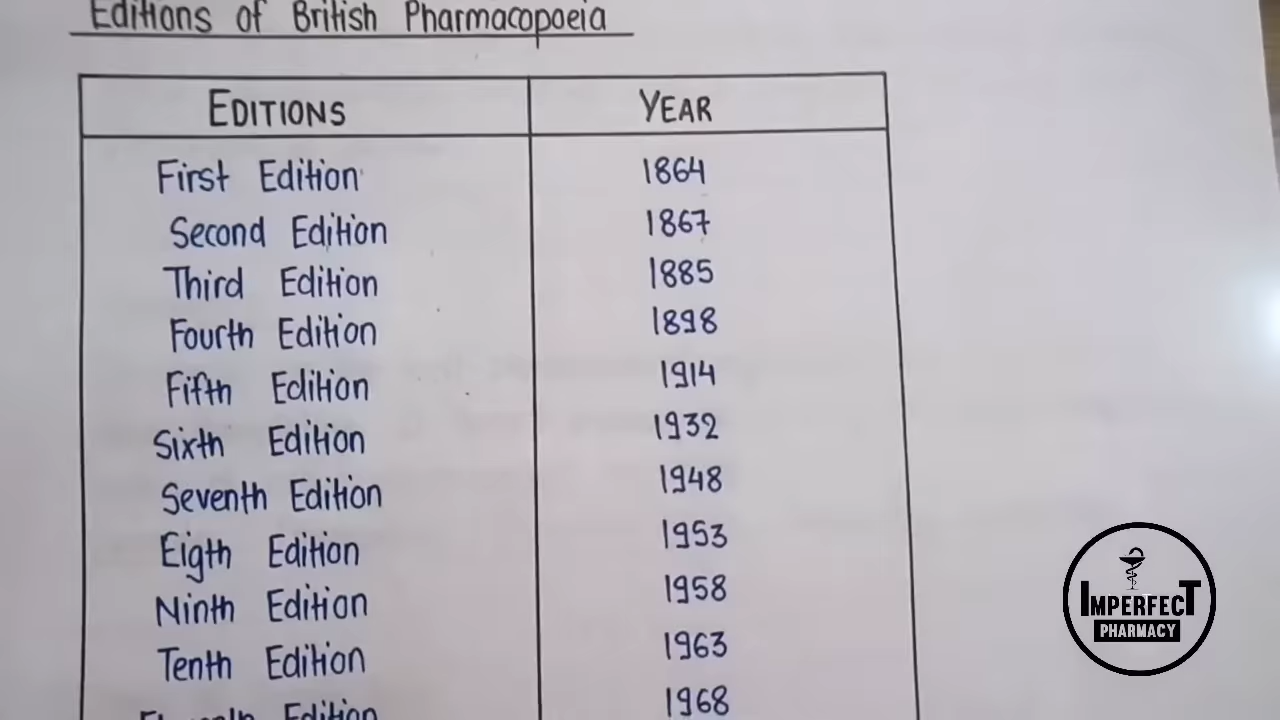 Editions of British Pharmacopoeia
EDITIONS YEAR
First Edition 1864
Second Edition 1867
Third Edition 1885
Fourth Edition 1898
Fifth Edition 1914
Sixth Edition 1932
Seventh Edition 1948
Eigth Edition 1953
Ninth Edition 1958
Tenth Edition 1963
Edition 1968
IMPERFECT
PHARMACY